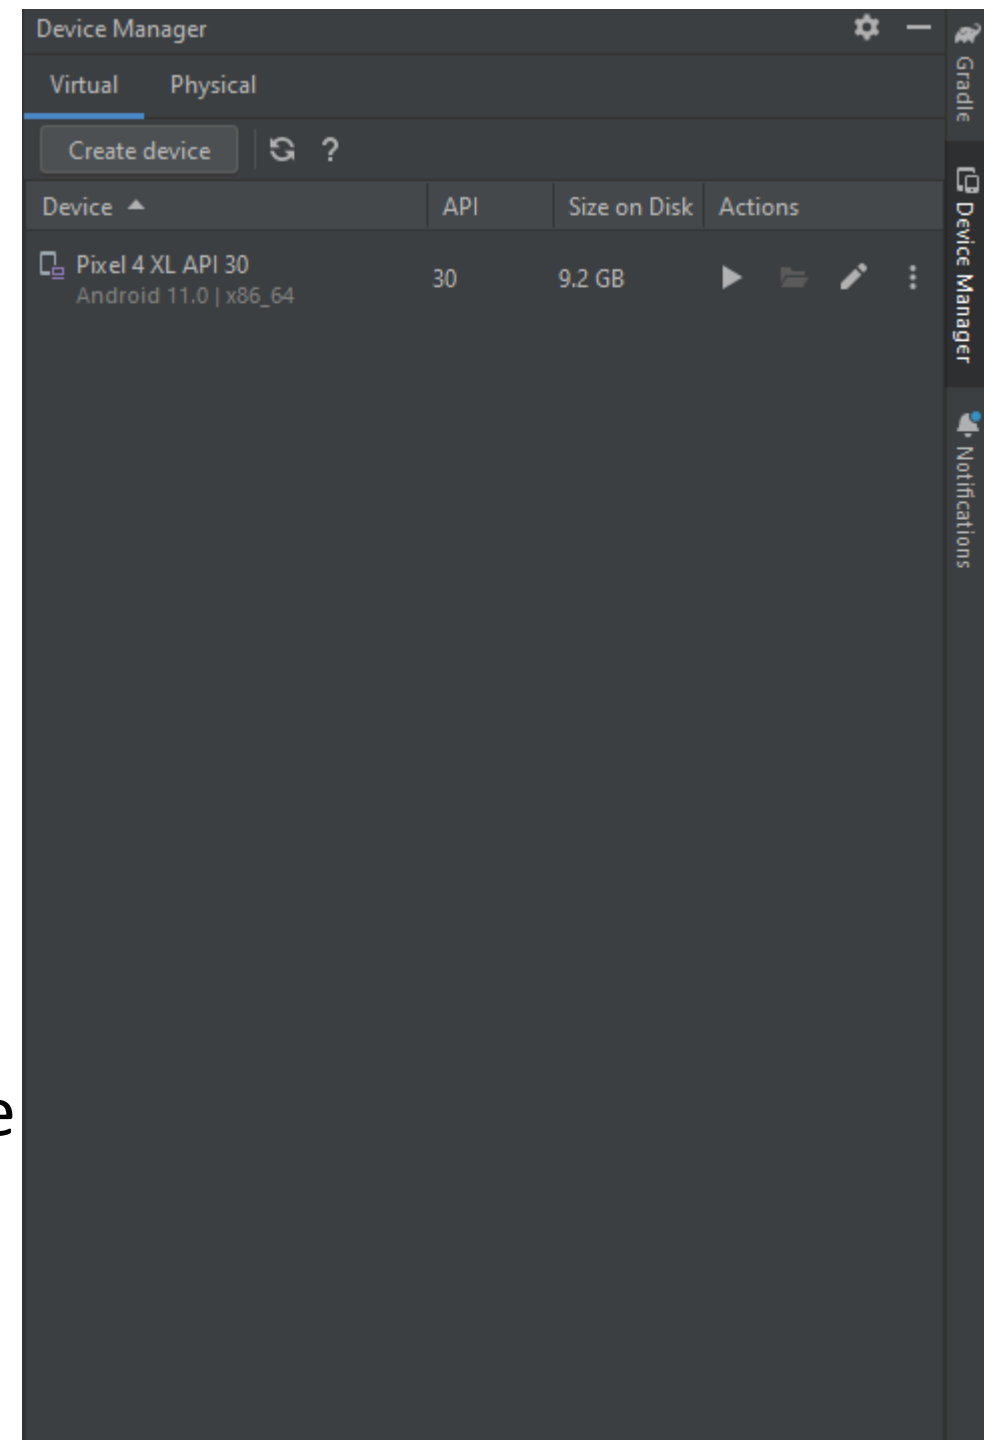 Device Manager
Virtual Physical
Create device ?
Device API Size on Disk Actions
Pixel 4 XL API 30
Android 11.0 | x86_64
30 9.2 GB
e
Gradle
Device Manager
Notifications